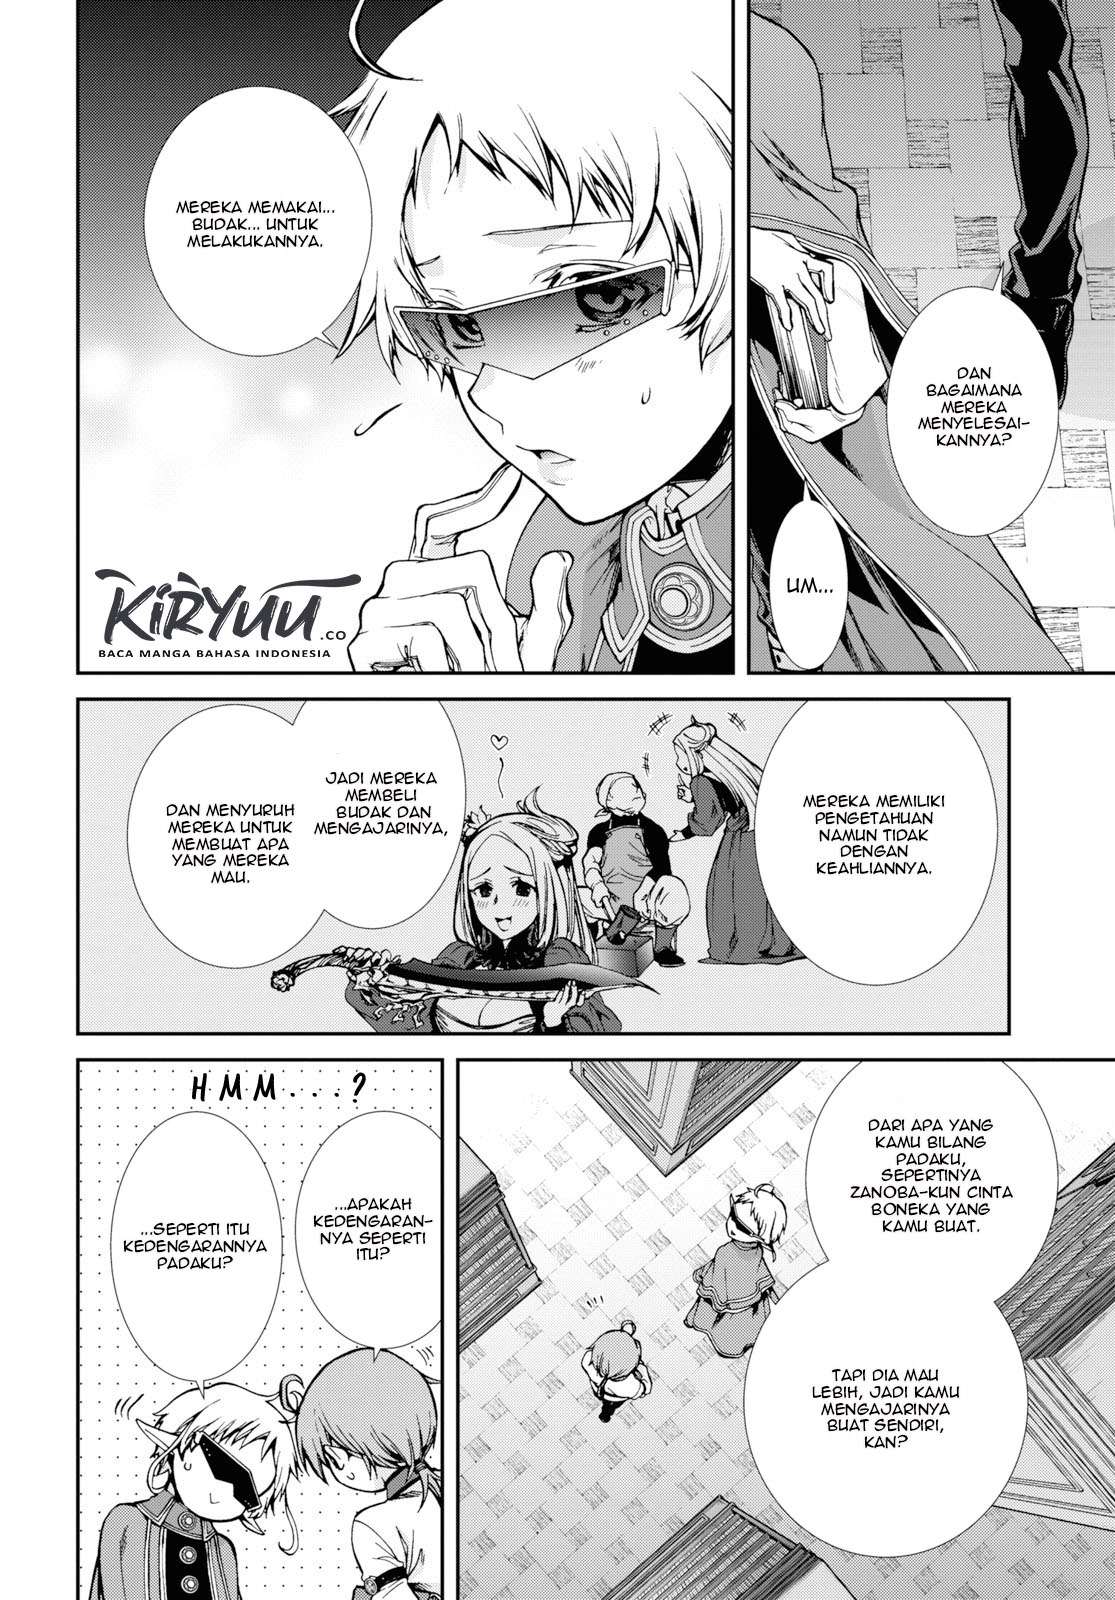 DAN
BAGAIMANA
MEREKA
MENYELESAI-
KANNYA?
UM...
MEREKA MEMAKAI...
BUDAK... UNTUK
MELAKUKANNYA.
KIRYUU.CO
BACA MANGA BAHASA INDONESIA
MEREKA MEMILIKI
PENGETAHUAN
NAMUN TIDAK
DENGAN
KEAHLIANNYA.
JADI MEREKA
MEMBELI
BUDAK DAN
MENGAJARINYA,
DAN MENYURUH
MEREKA UNTUK
MEMBUAT APA
YANG MEREKA
MAU.
DARI APA YANG
KAMU BILANG
PADAKU,
SEPERTINYA
ZANOBA-KUN CINTA
BONEKA YANG
KAMU BUAT.
TAPI DIA MAU
LEBIH, JADI KAMU
MENGAJARINYA
BUAT SENDIRI,
KAN?
HMM...?
...APAKAH
KEDENGARAN-
NYA SEPERTI
ITU?
...SEPERTI ITU
KEDENGARANNYA
PADAKU?